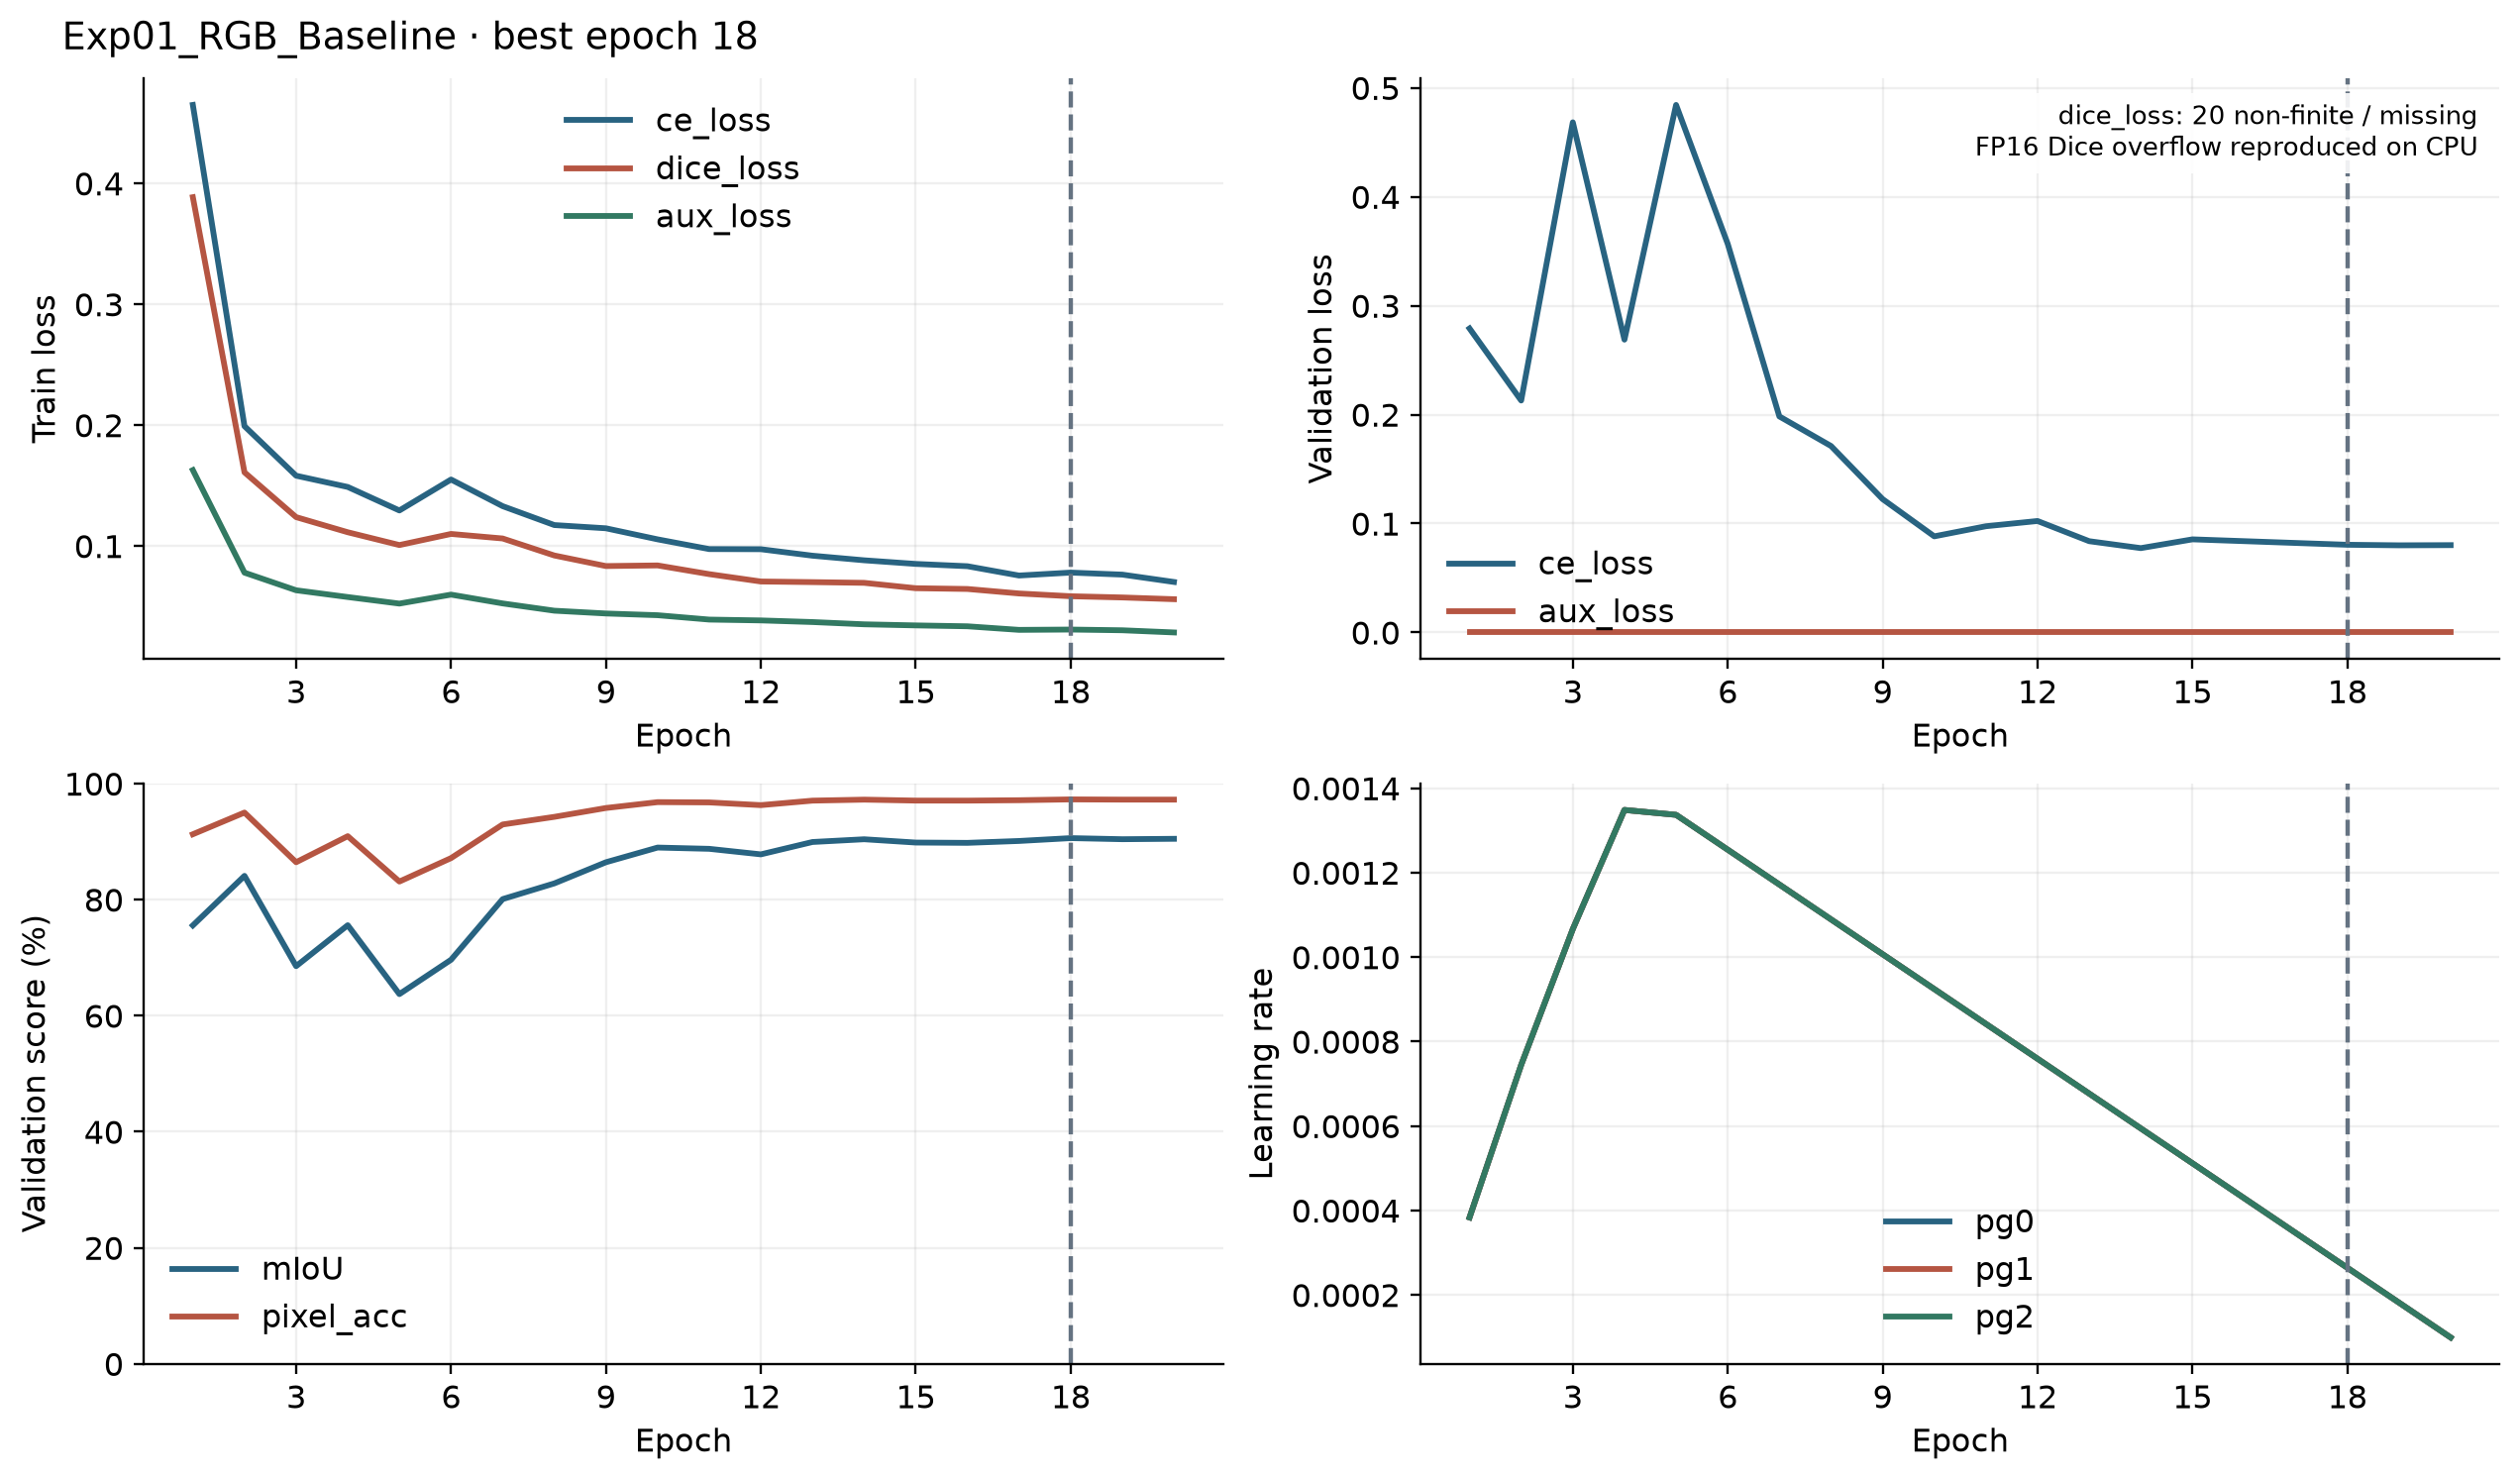 Exp01_RGB_Baseline · best epoch 18
Train loss
0.4
0.3
0.2
0.1
ce_loss
dice_loss
aux_loss
3 6 9 12 15 18
Epoch
Validation loss
0.5
0.4
0.3
0.2
0.1
0.0
dice_loss: 20 non-finite / missing
FP16 Dice overflow reproduced on CPU
ce_loss
aux_loss
3 6 9 12 15 18
Epoch
Validation score (%)
100
80
60
40
20
0
mIoU
pixel_acc
3 6 9 12 15 18
Epoch
Learning rate
0.0014
0.0012
0.0010
0.0008
0.0006
0.0004
0.0002
pg0
pg1
pg2
3 6 9 12 15 18
Epoch